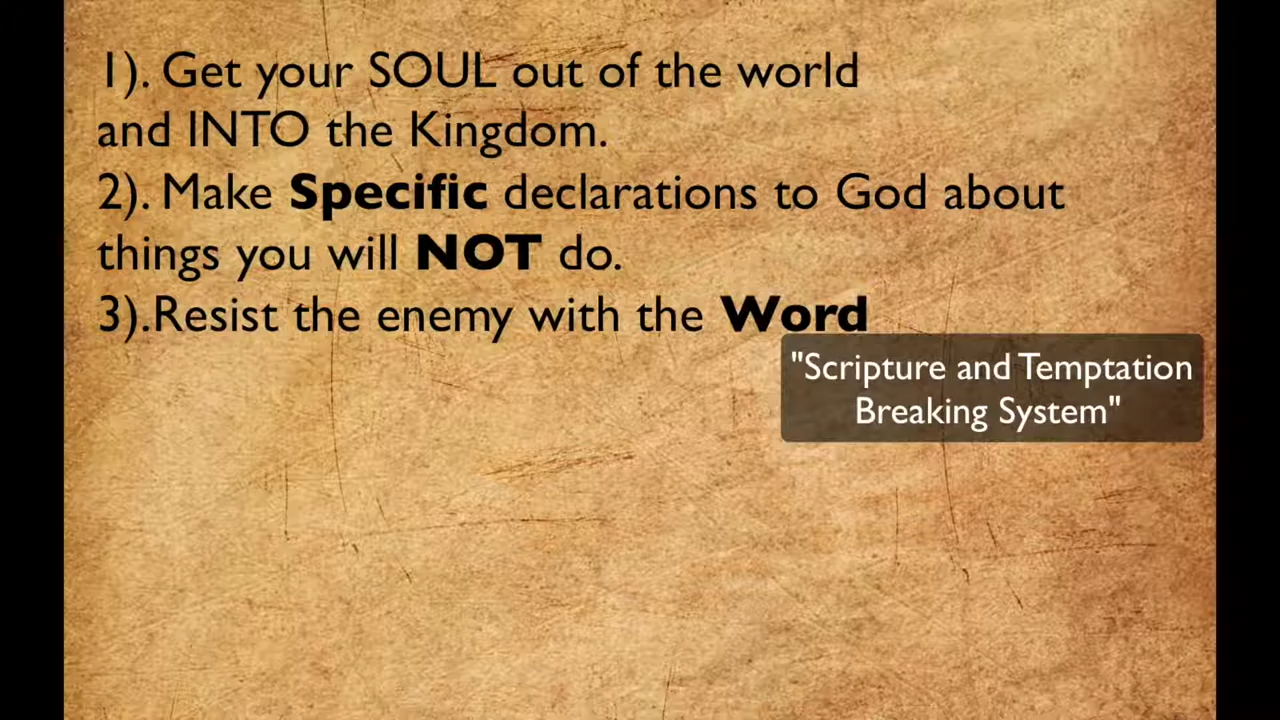 1). Get your SOUL out of the world
and INTO the Kingdom.
2). Make Specific declarations to God about
things you will NOT do.
3).Resist the enemy with the Word
"Scripture and Temptation
Breaking System"